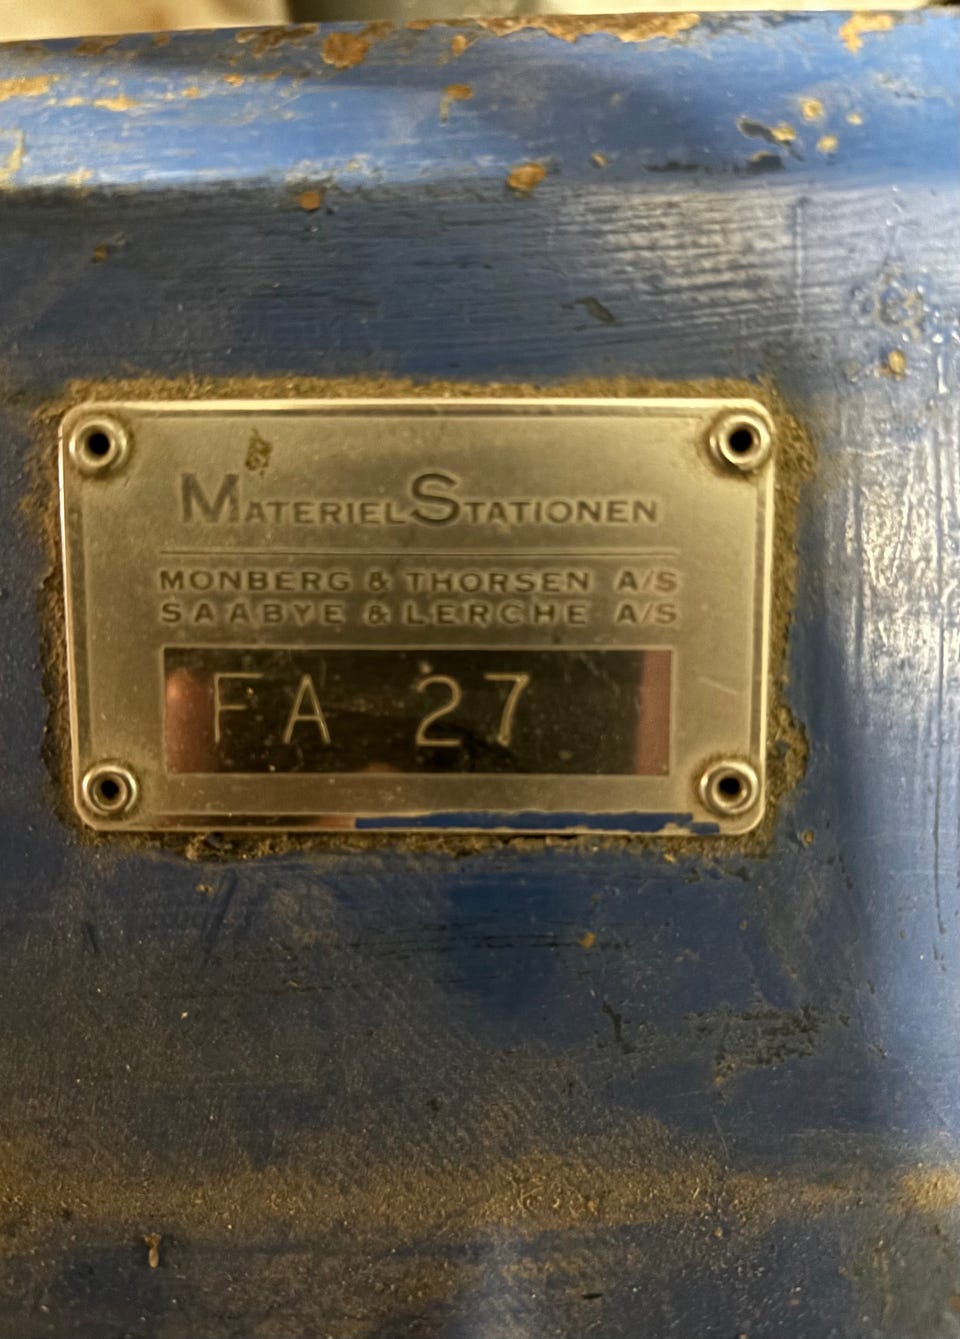 MATERIELSTATIONEN
MONBERG & THORSEN A/S
SAABYE & LERCHE A/S
FA 27